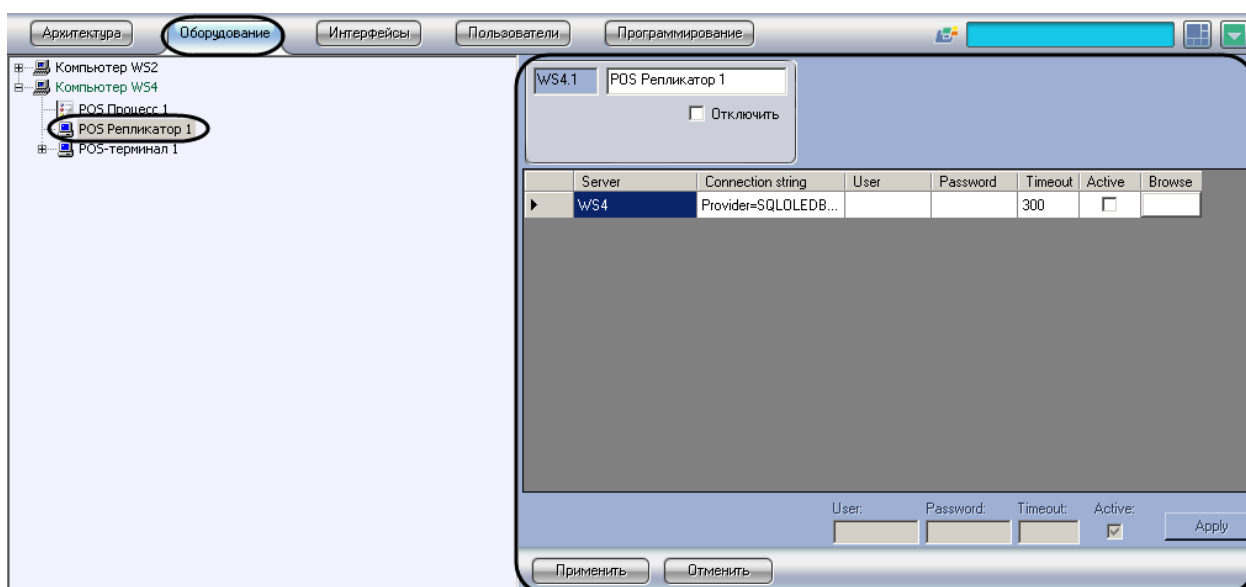 Архитектура Оборудование Интерфейсы Пользователи Программирование
Компьютер WS2
Компьютер WS4
POS Процесс 1
POS Репликатор 1
POS-терминал 1
WS4.1 POS Репликатор 1
Отключить
Server Connection string User Password Timeout Active Browse
WS4 Provider=SQLOLEDB... 300
User: Password: Timeout: Active:
Apply
Применить Отменить